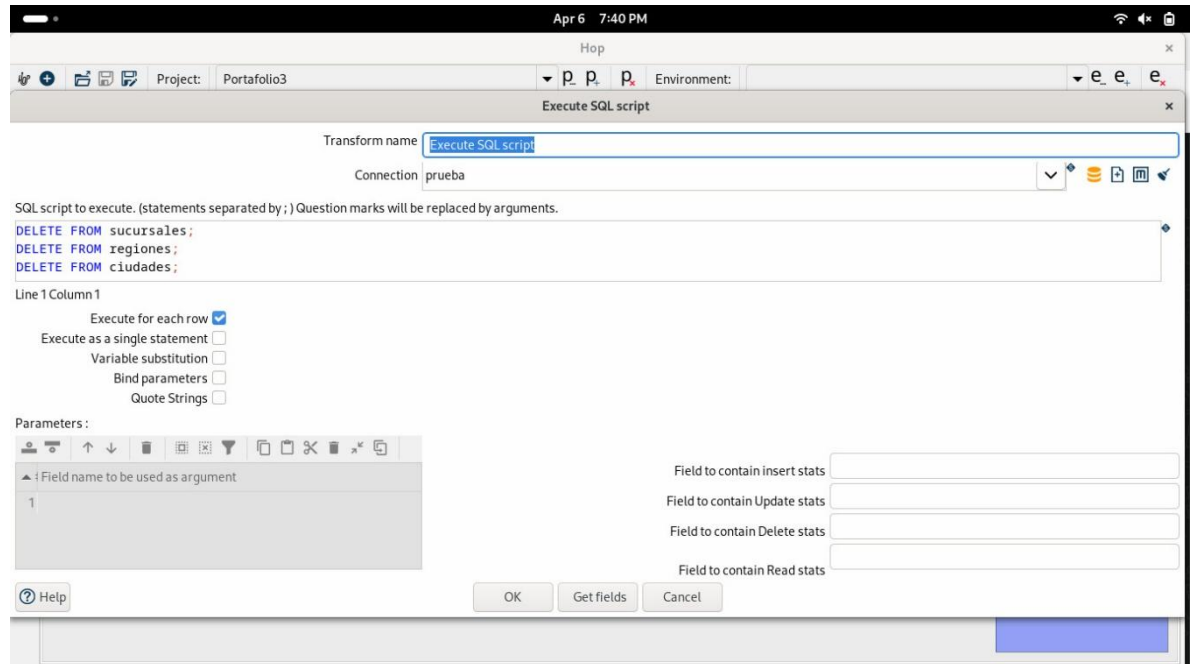 Apr 6 7:40 PM
Hop
Project: Portafolio3 Environment:
Execute SQL script
Transform name Execute SQL script
Connection prueba
SQL script to execute. (statements separated by ; ) Question marks will be replaced by arguments.
DELETE FROM sucursales;
DELETE FROM regiones;
DELETE FROM ciudades;
Line 1 Column 1
Execute for each row
Execute as a single statement
Variable substitution
Bind parameters
Quote Strings
Parameters :
Field name to be used as argument
1
Field to contain insert stats
Field to contain Update stats
Field to contain Delete stats
Field to contain Read stats
Help OK Get fields Cancel